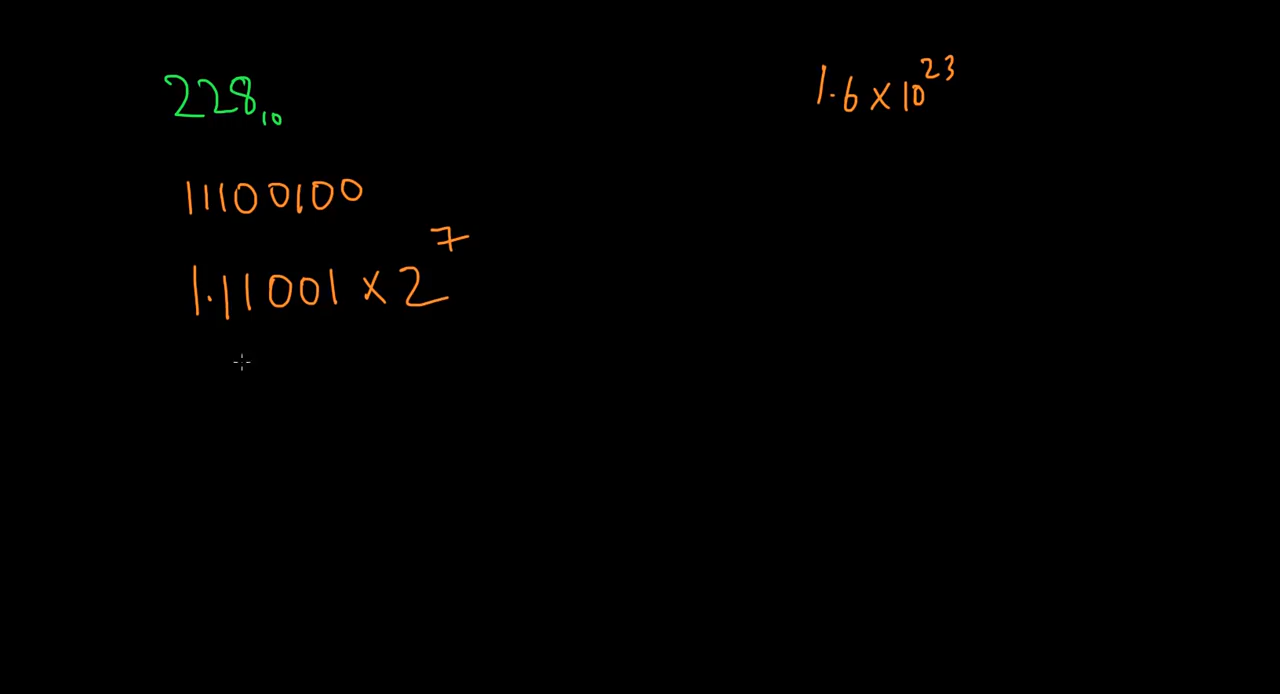 228₁₀
1.6 × 10²³
11100100
1.11001 × 2⁷